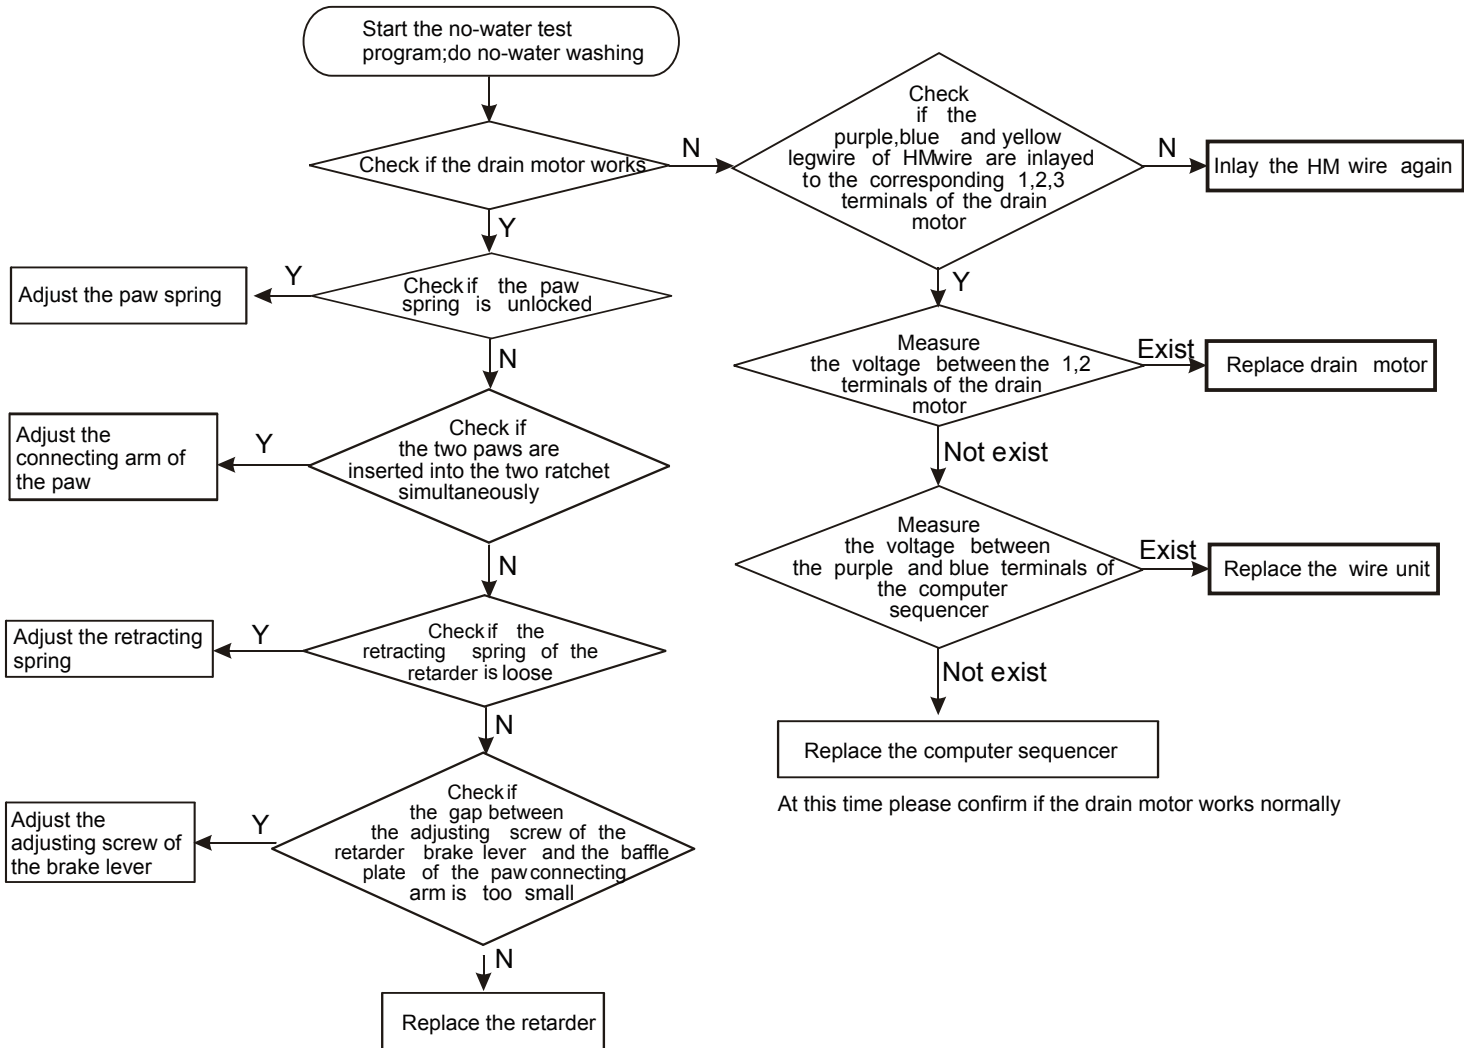 Start the no-water test
program;do no-water washing
Check if the drain motor works
N
Check
if the
purple,blue and yellow
legwire of HMwire are inlayed
to the corresponding 1,2,3
terminals of the drain
motor
N
Inlay the HM wire again
Y
Y
Check if the paw
spring is unlocked
Y
Adjust the paw spring
N
Measure
the voltage between the 1,2
terminals of the drain
motor
Exist
Replace drain motor
Check if
the two paws are
inserted into the two ratchet
simultaneously
Y
Adjust the
connecting arm of
the paw
Not exist
N
Measure
the voltage between
the purple and blue terminals of
the computer
sequencer
Exist
Replace the wire unit
Check if the
retracting spring of the
retarder is loose
Y
Adjust the retracting
spring
Not exist
N
Replace the computer sequencer
At this time please confirm if the drain motor works normally
Check if
the gap between
the adjusting screw of the
retarder brake lever and the baffle
plate of the paw connecting
arm is too small
Y
Adjust the
adjusting screw of
the brake lever
N
Replace the retarder